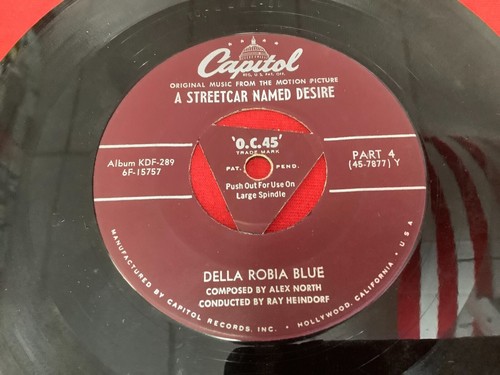 Capitol
REG. U.S. PAT. OFF.
ORIGINAL MUSIC FROM THE MOTION PICTURE
A STREETCAR NAMED DESIRE
'O.C.45'
TRADE MARK
PAT. PEND.
Push Out For Use On
Large Spindle
Album KDF-289
6F-15757
PART 4
(45-7877) Y
DELLA ROBIA BLUE
COMPOSED BY ALEX NORTH
CONDUCTED BY RAY HEINDORF
MANUFACTURED BY CAPITOL RECORDS, INC. • HOLLYWOOD, CALIFORNIA • USA